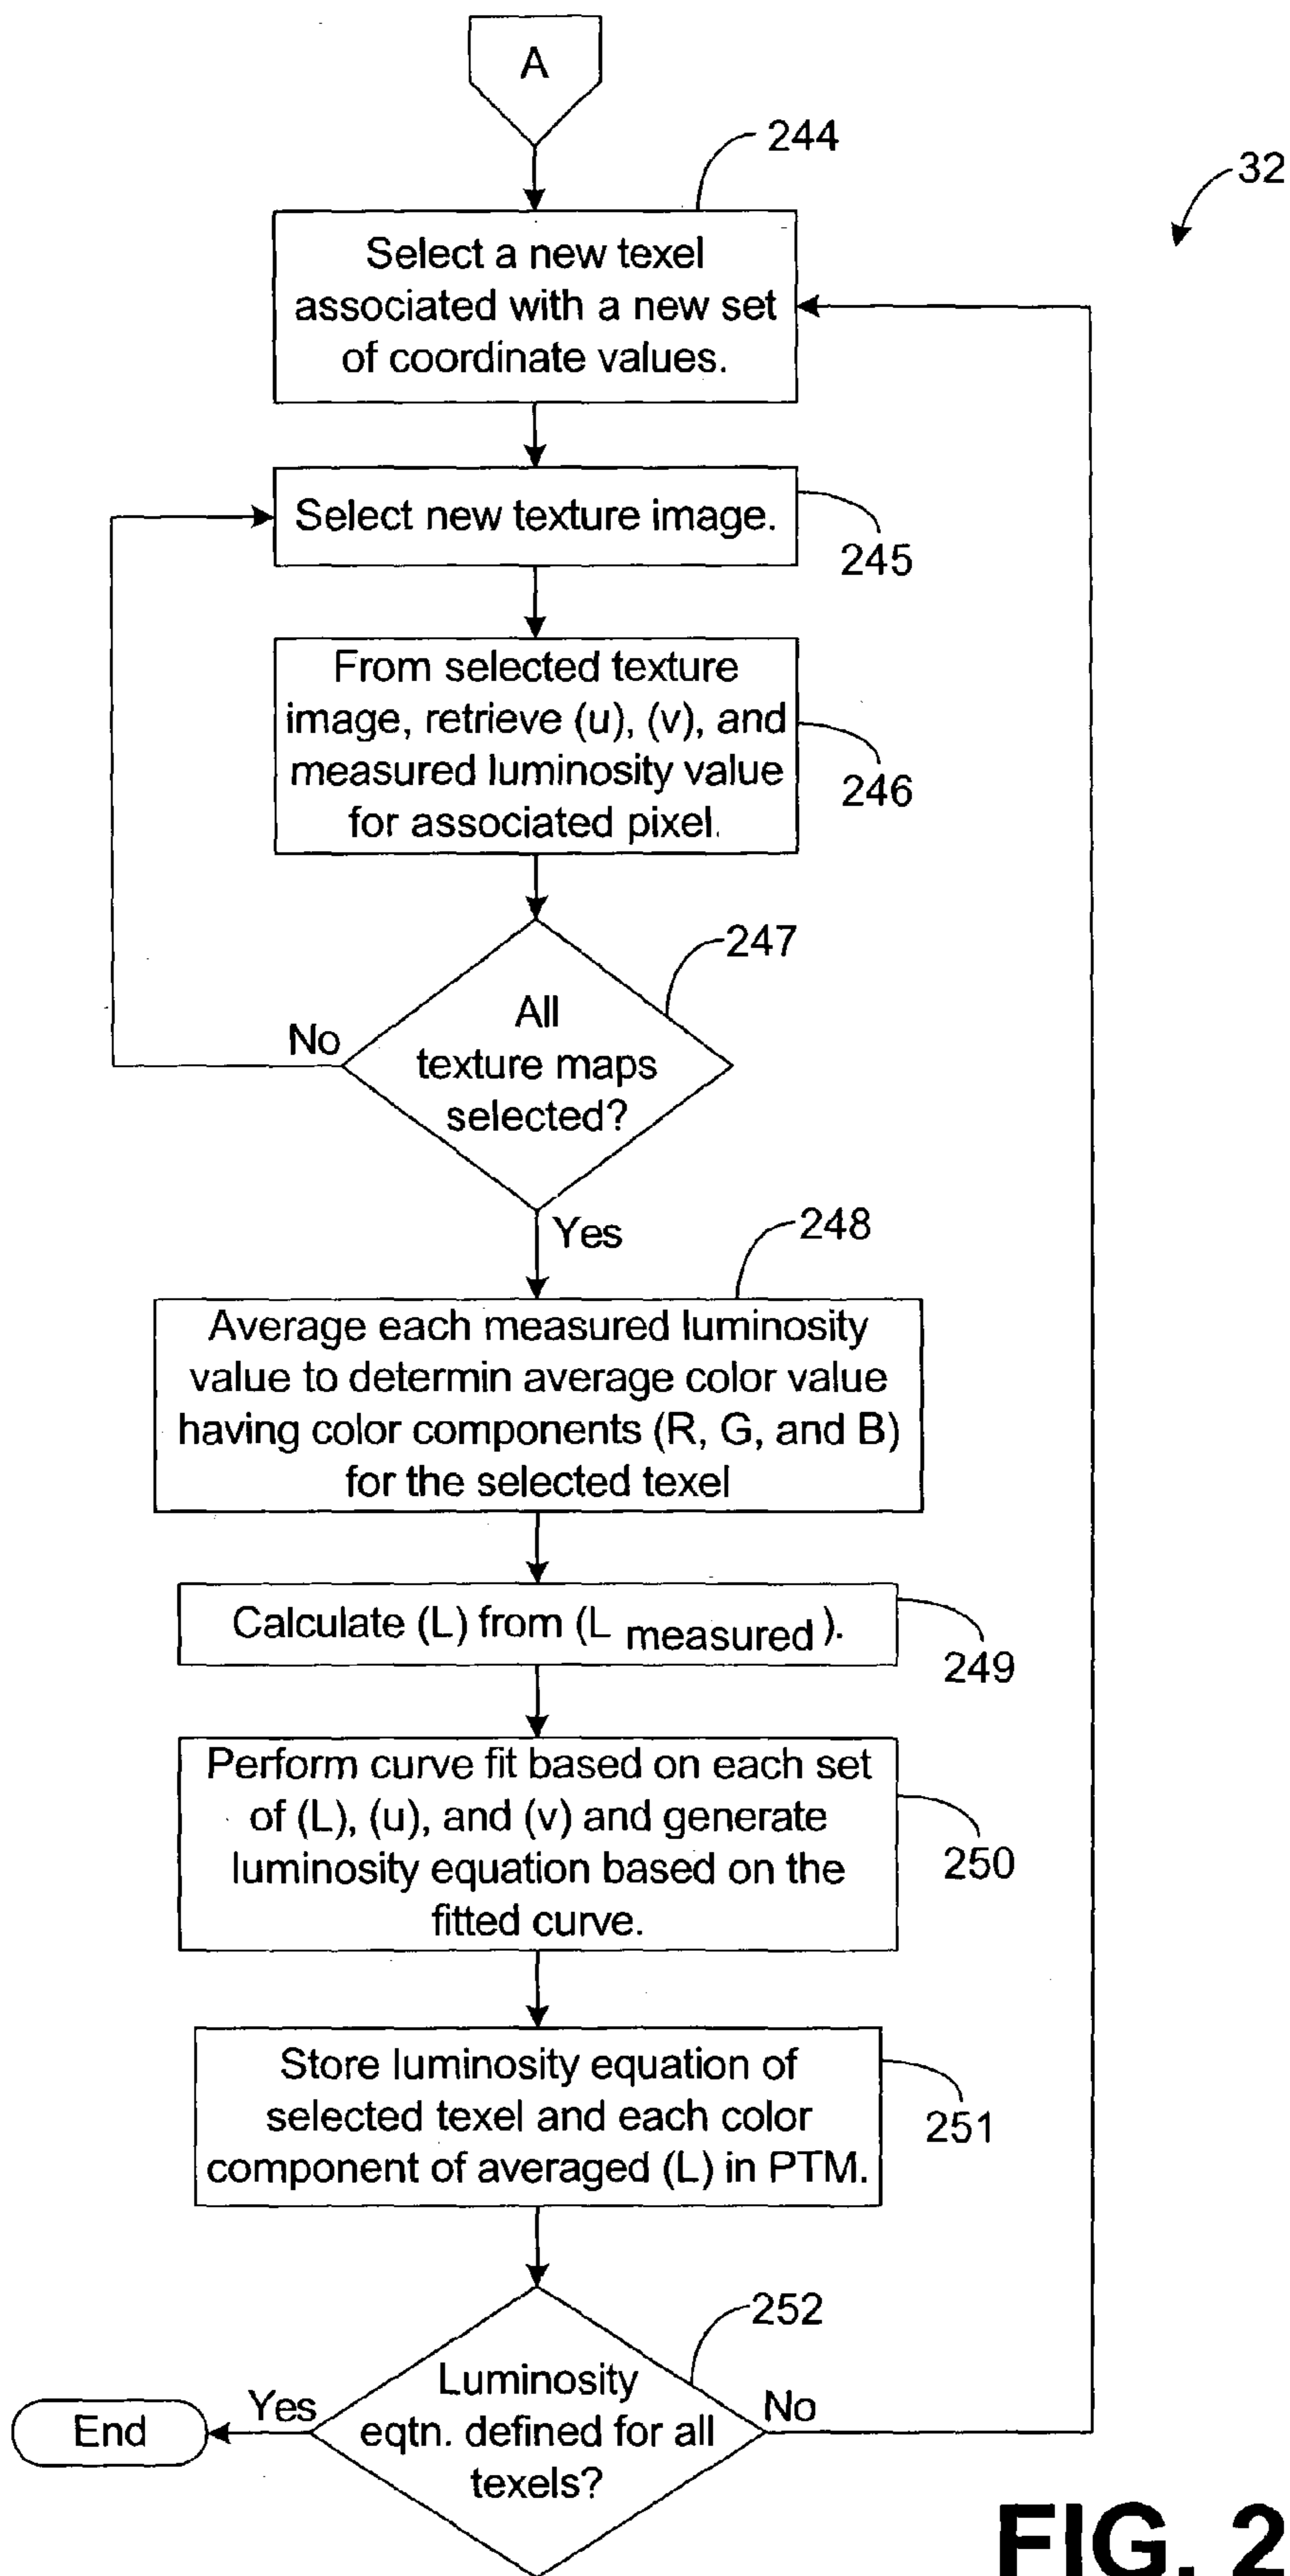 A
244
32
Select a new texel
associated with a new set
of coordinate values.
Select new texture image.
245
From selected texture
image, retrieve (u), (v), and
measured luminosity value
for associated pixel.
246
247
All
texture maps
selected?
No
Yes
248
Average each measured luminosity
value to determin average color value
having color components (R, G, and B)
for the selected texel
Calculate (L) from (L measured).
249
Perform curve fit based on each set
of (L), (u), and (v) and generate
luminosity equation based on the
fitted curve.
250
Store luminosity equation of
selected texel and each color
component of averaged (L) in PTM.
251
252
Luminosity
eqtn. defined for all
texels?
Yes
No
End
FIG. 2